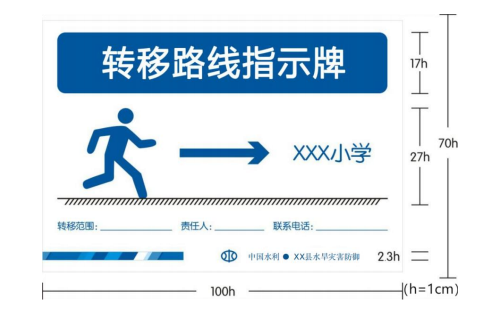 转移路线指示牌
17h
XXX小学
27h
70h
转移范围: 责任人: 联系电话:
中国水利 ● XX县水旱灾害防御
2.3h
100h
(h=1cm)